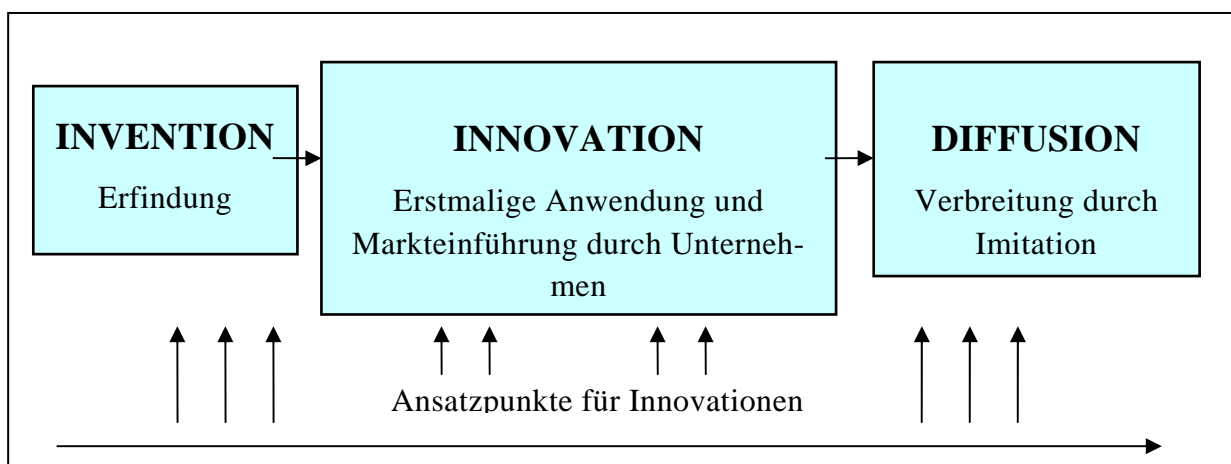 INVENTION
Erfindung
INNOVATION
Erstmalige Anwendung und
Markteinführung durch Unterneh-
men
DIFFUSION
Verbreitung durch
Imitation
Ansatzpunkte für Innovationen